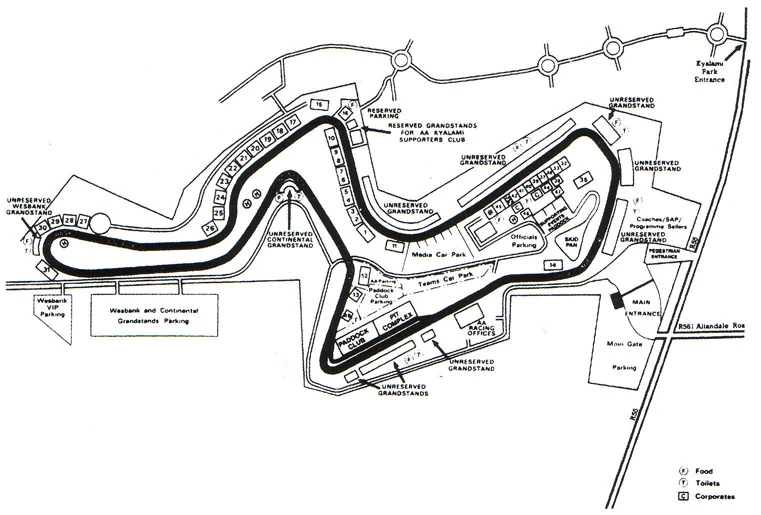 Kyalami
Park
Entrance
RESERVED
PARKING
RESERVED GRANDSTANDS
FOR AA KYALAMI
SUPPORTERS CLUB
UNRESERVED
GRANDSTAND
F
T
15
16
F
17
18
19
20
21
22
23
24
25
26
10
9
8
7
6
5
4
3
2
1
UNRESERVED
GRANDSTAND
F
T
UNRESERVED
GRANDSTAND
UNRESERVED
GRANDSTAND
35
UNRESERVED
WESBANK
GRANDSTAND
30
29
28
27
F
T
31
H
H
H
UNRESERVED
CONTINENTAL
GRANDSTAND
11
Media Car Park
Officials
Parking
SUPPORTING
EVENTS
PADDOCK
SKID
PAN
F
T
Coaches/SAP/
Programme Sellers
UNRESERVED
GRANDSTAND
PEDESTRIAN
ENTRANCE
R55
14
12
AA Parking
13
Paddock
Club
Parking
Teams Car Park
PADDOCK
CLUB
PIT
COMPLEX
AA
RACING
OFFICES
MAIN
ENTRANCE
R561 Allandale Roa
Main Gate
Parking
Wesbank
VIP
Parking
Wesbank and Continental
Grandstands Parking
F
T
UNRESERVED
GRANDSTAND
UNRESERVED
GRANDSTANDS
R55
F Food
T Toilets
C Corporates